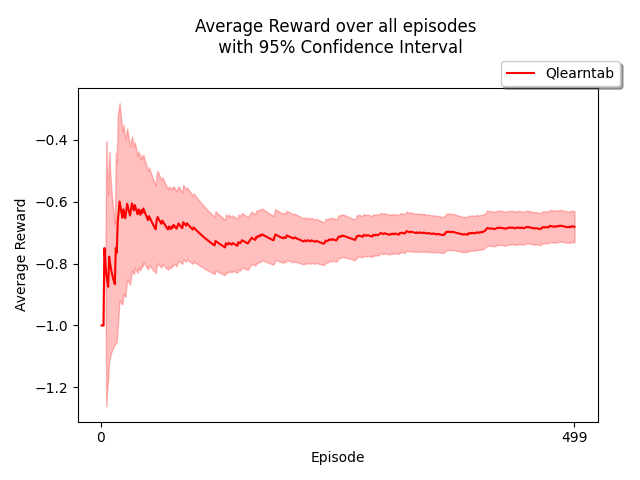 Average Reward over all episodes
with 95% Confidence Interval
Qlearntab
−0.4
−0.6
−0.8
−1.0
−1.2
Average Reward
0
499
Episode